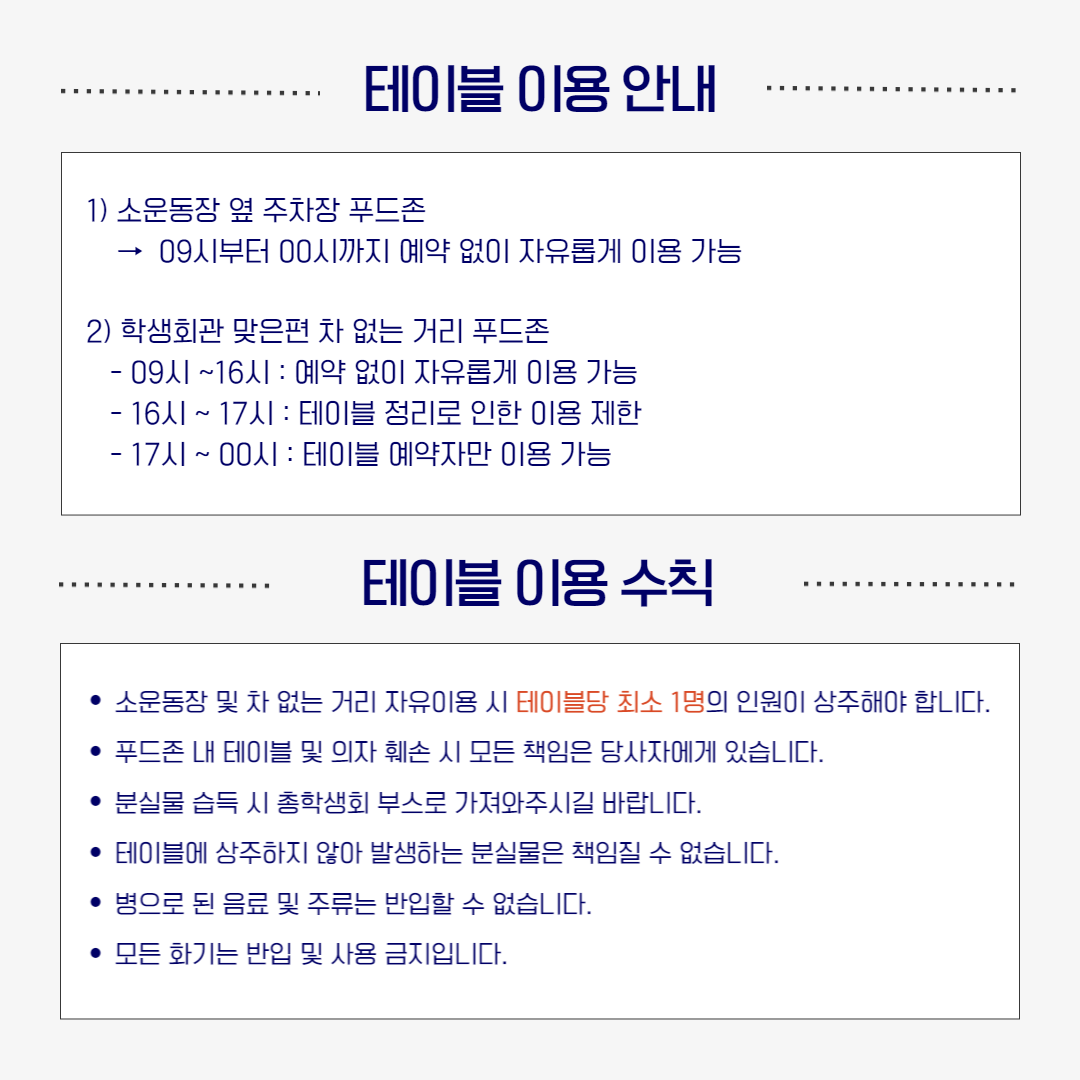 테이블 이용 안내
1) 소운동장 옆 주차장 푸드존
→ 09시부터 00시까지 예약 없이 자유롭게 이용 가능
2) 학생회관 맞은편 차 없는 거리 푸드존
- 09시 ~16시 : 예약 없이 자유롭게 이용 가능
- 16시 ~ 17시 : 테이블 정리로 인한 이용 제한
- 17시 ~ 00시 : 테이블 예약자만 이용 가능
테이블 이용 수칙
• 소운동장 및 차 없는 거리 자유이용 시 테이블당 최소 1명의 인원이 상주해야 합니다.
• 푸드존 내 테이블 및 의자 훼손 시 모든 책임은 당사자에게 있습니다.
• 분실물 습득 시 총학생회 부스로 가져와주시길 바랍니다.
• 테이블에 상주하지 않아 발생하는 분실물은 책임질 수 없습니다.
• 병으로 된 음료 및 주류는 반입할 수 없습니다.
• 모든 화기는 반입 및 사용 금지입니다.